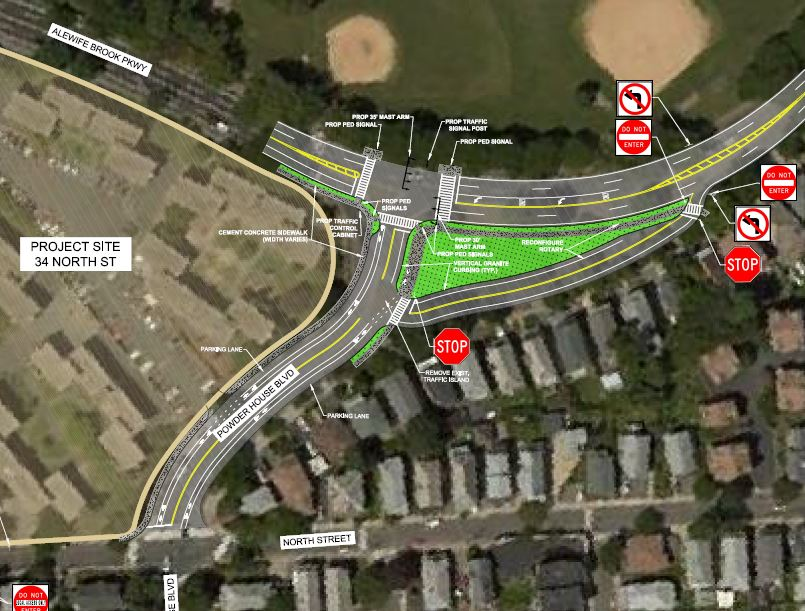 ALEWIFE BROOK PKWY
PROP 35' MAST ARM
PROP PED SIGNAL
PROP TRAFFIC
SIGNAL POST
PROP PED SIGNAL
DO NOT
ENTER
DO NOT
ENTER
PROP PED
SIGNALS
PROP TRAFFIC
CONTROL
CABINET
CEMENT CONCRETE SIDEWALK
(WIDTH VARIES)
PROJECT SITE
34 NORTH ST
PROP 30'
MAST ARM
PROP PED SIGNALS
RECONFIGURE
ROTARY
VERTICAL GRANITE
CURBING (TYP.)
STOP
STOP
PARKING LANE
REMOVE EXIST.
TRAFFIC ISLAND
POWDER HOUSE BLVD
PARKING LANE
NORTH STREET
SE BLVD
DO NOT
ENTER